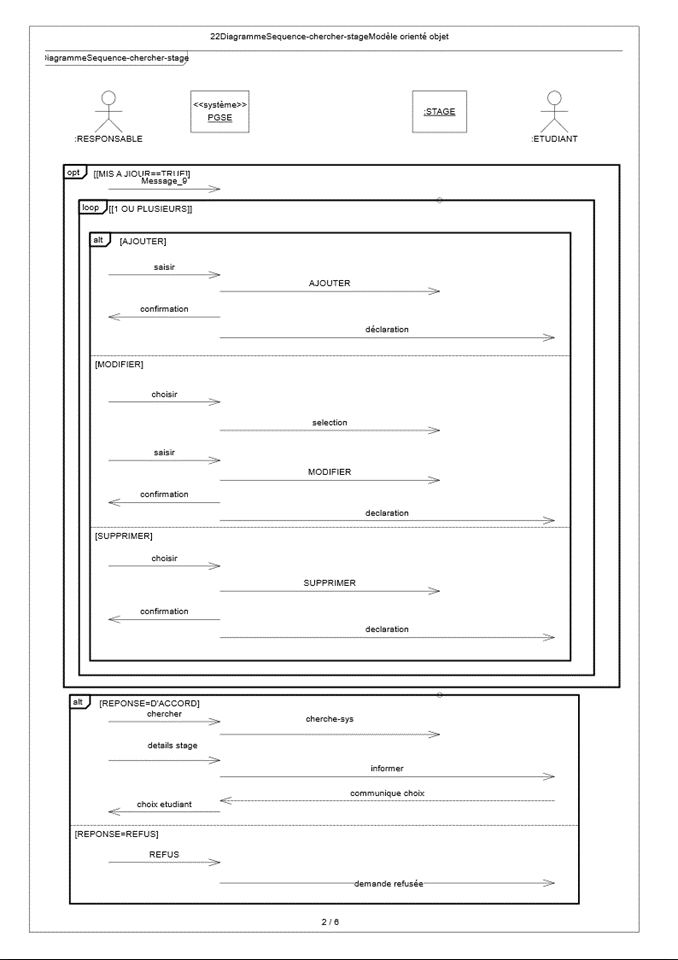 22DiagrammeSequence-chercher-stageModèle orienté objet
iagrammeSequence-chercher-stage
<<système>>
PGSE
:STAGE
:RESPONSABLE
:ETUDIANT
opt
[[MIS A JIOUR==TRUE]]
Message_9
loop
[[1 OU PLUSIEURS]]
alt
[AJOUTER]
saisir
AJOUTER
confirmation
déclaration
[MODIFIER]
choisir
selection
saisir
MODIFIER
confirmation
declaration
[SUPPRIMER]
choisir
SUPPRIMER
confirmation
declaration
alt
[REPONSE=D'ACCORD]
chercher
cherche-sys
details stage
informer
communique choix
choix etudiant
[REPONSE=REFUS]
REFUS
demande refusée
2 / 6